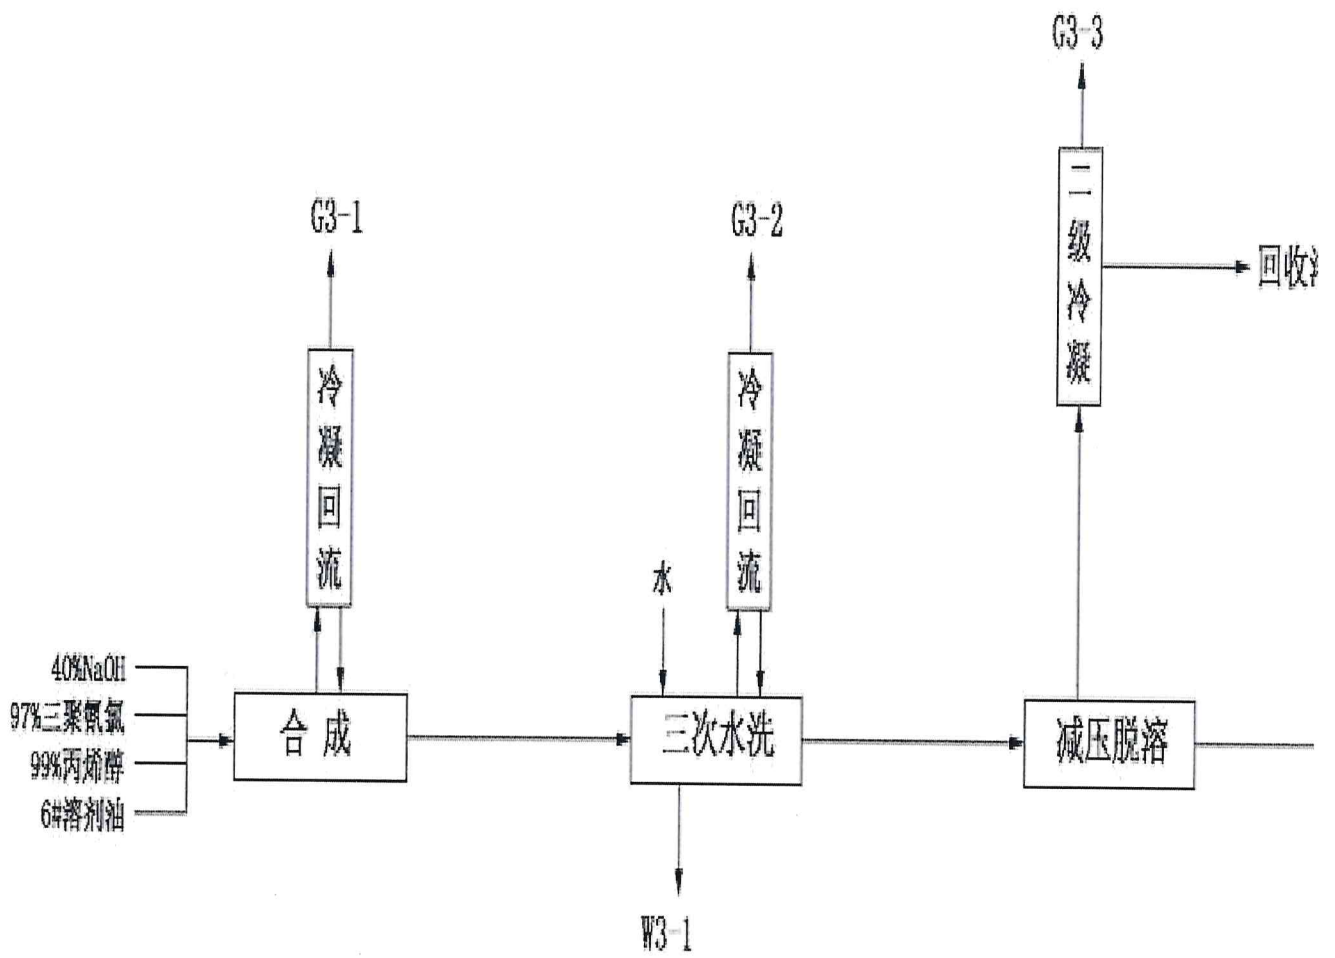 G3-3
二级冷凝
回收
G3-1
G3-2
冷凝回流
冷凝回流
水
40%NaOH
97%三聚氰氯
99%丙烯醇
6#溶剂油
合成
三次水洗
减压脱溶
W3-1